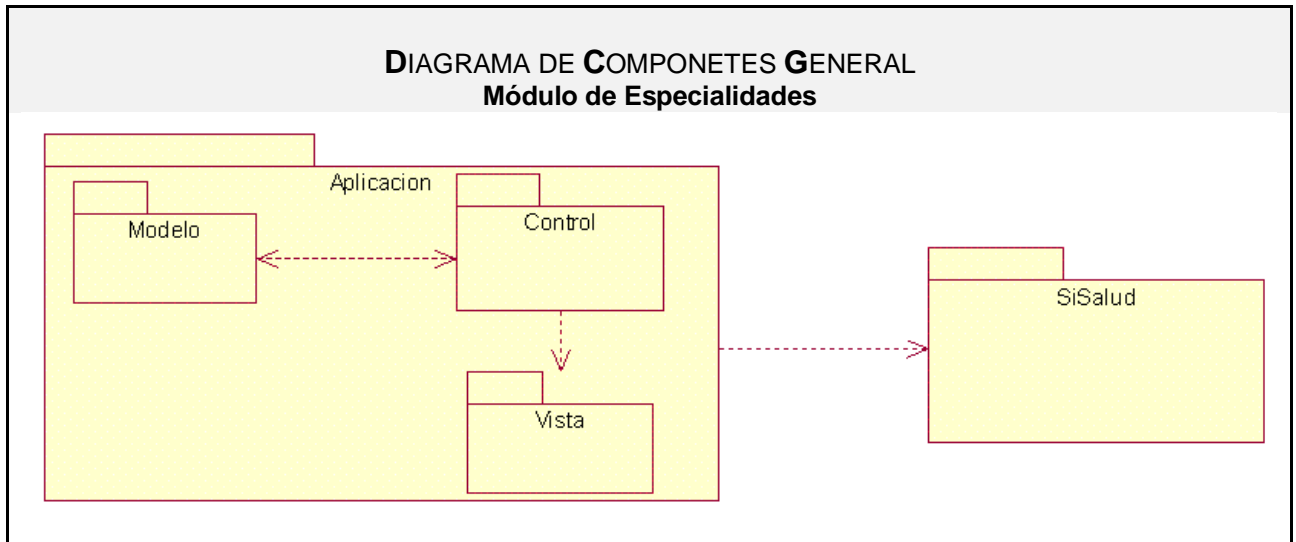 DIAGRAMA DE COMPONETES GENERAL
Módulo de Especialidades
Aplicacion
Modelo
Control
SiSalud
Vista